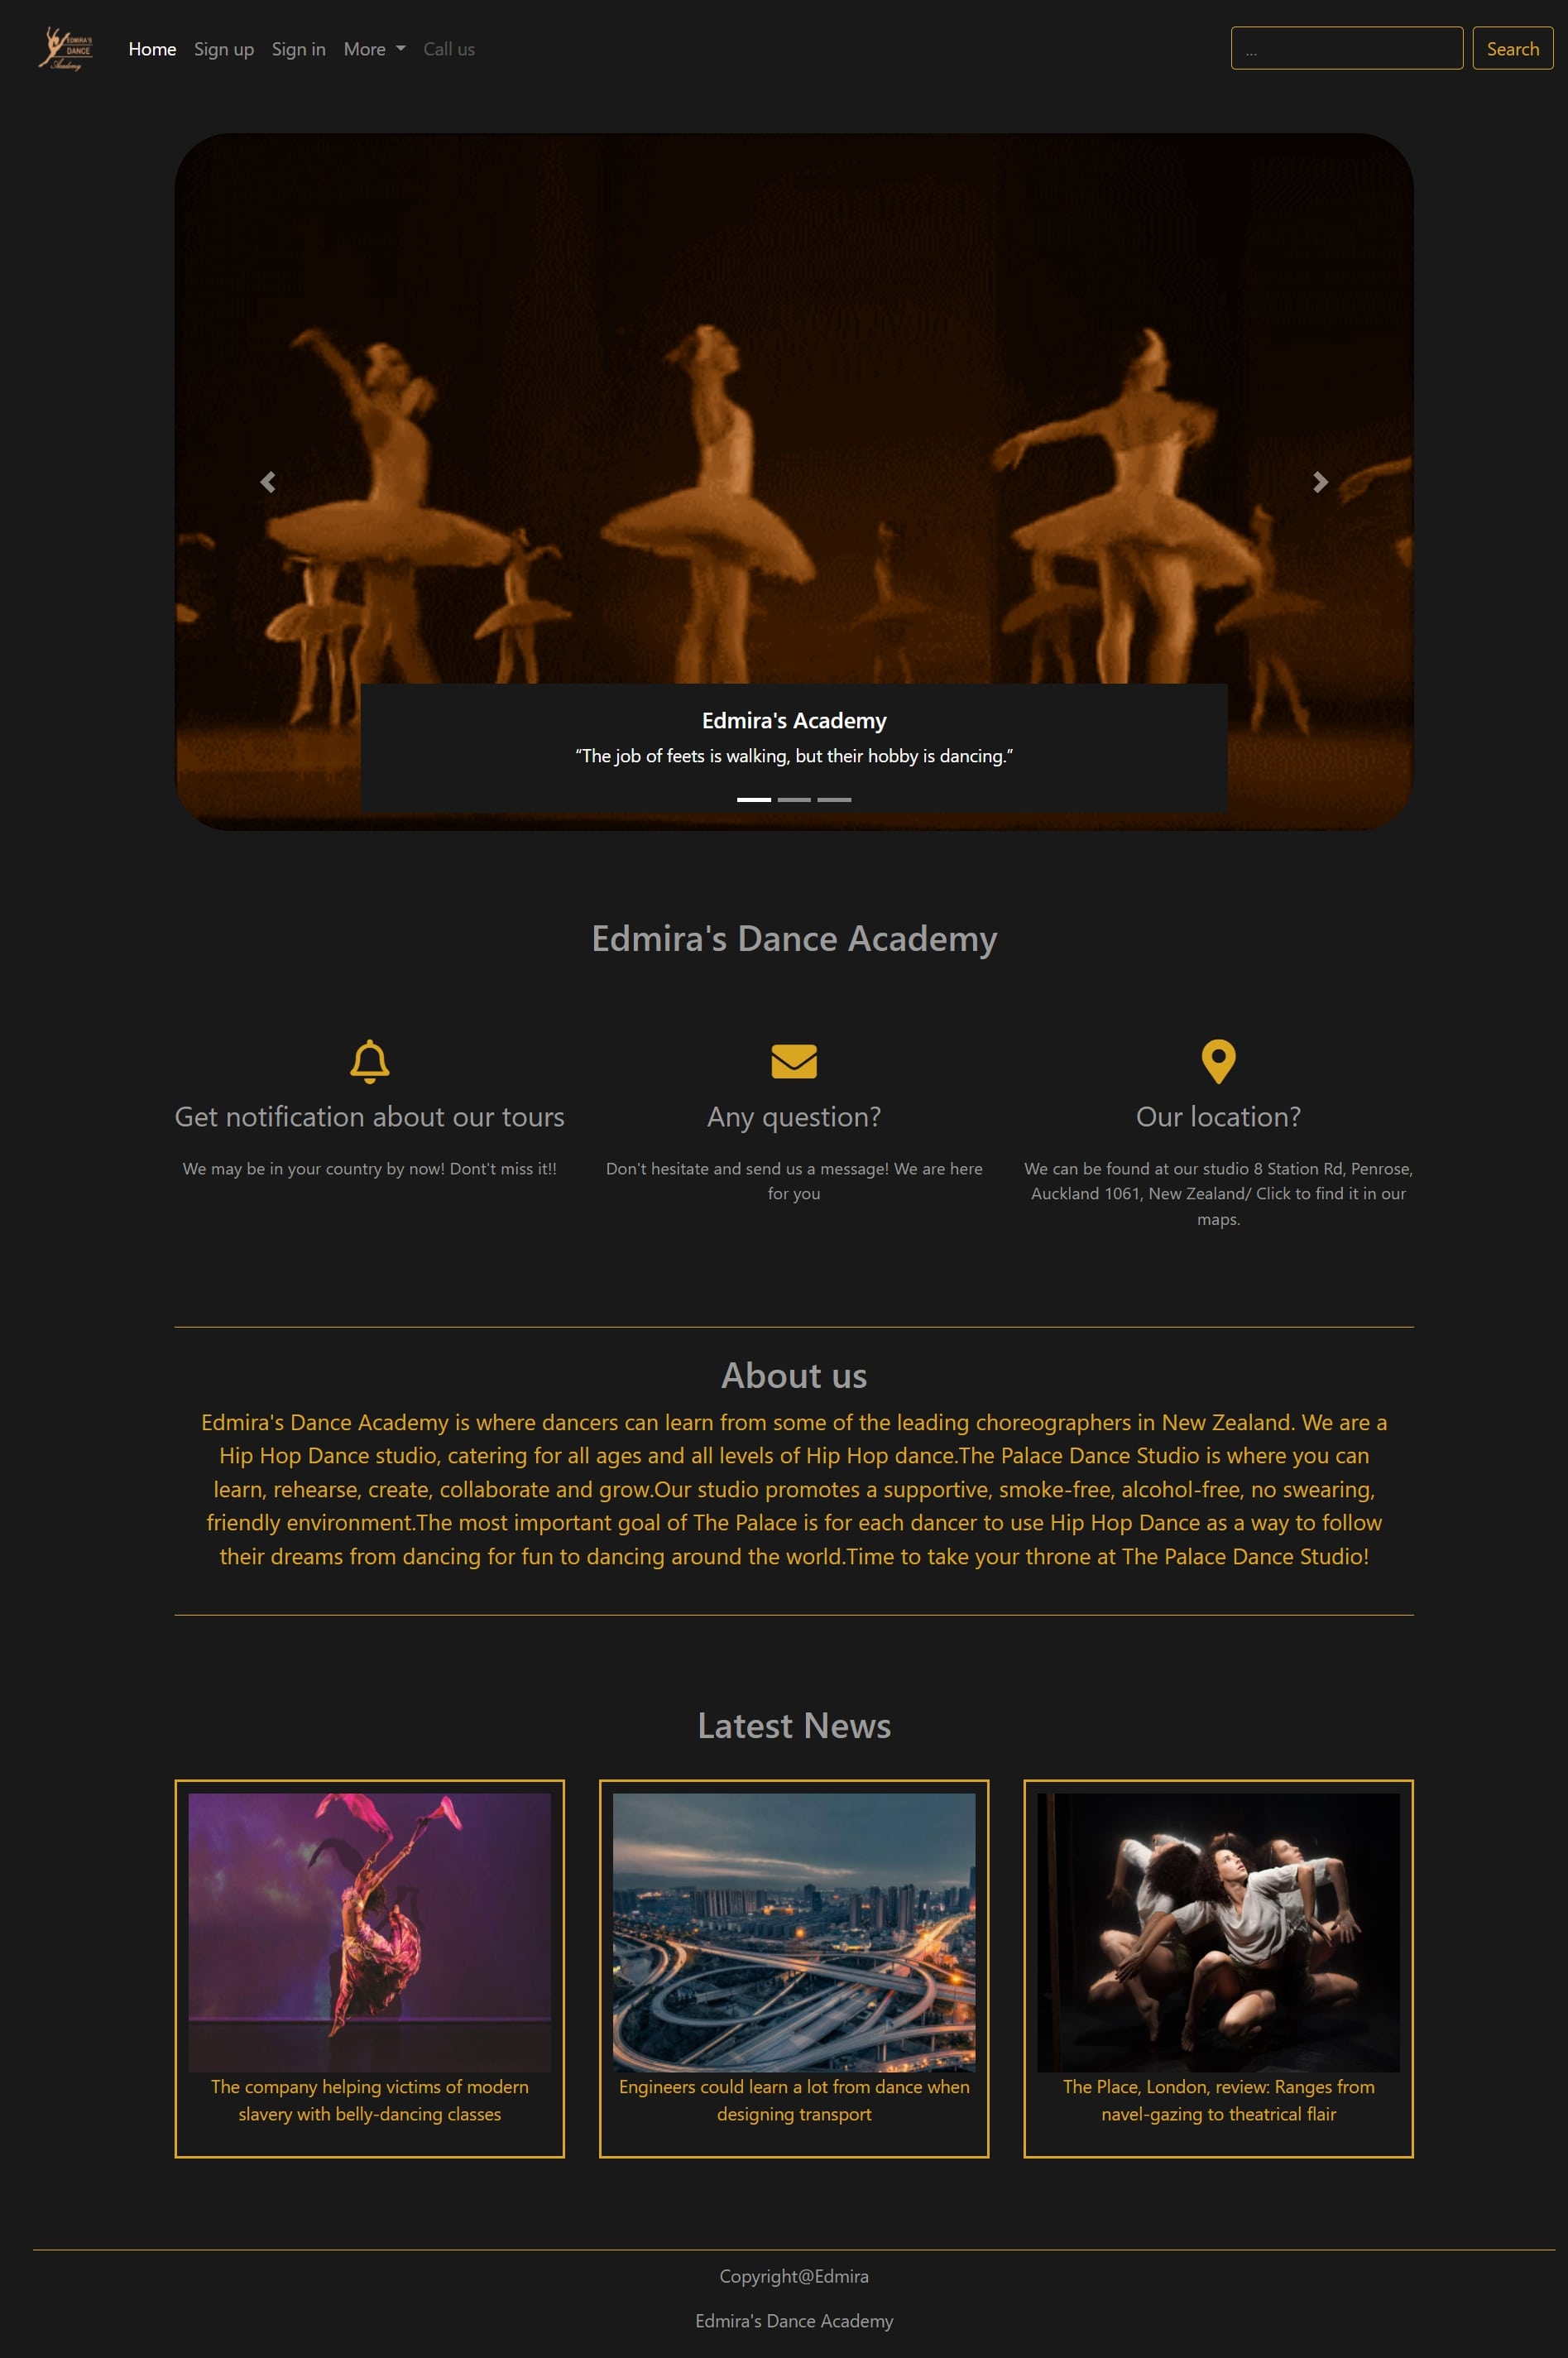 EDMIRA'S
DANCE
Academy
Home Sign up Sign in More Call us
... Search
Edmira's Academy
“The job of feets is walking, but their hobby is dancing.”
Edmira's Dance Academy
Get notification about our tours
We may be in your country by now! Dont't miss it!!
Any question?
Don't hesitate and send us a message! We are here
for you
Our location?
We can be found at our studio 8 Station Rd, Penrose,
Auckland 1061, New Zealand/ Click to find it in our
maps.
About us
Edmira's Dance Academy is where dancers can learn from some of the leading choreographers in New Zealand. We are a
Hip Hop Dance studio, catering for all ages and all levels of Hip Hop dance.The Palace Dance Studio is where you can
learn, rehearse, create, collaborate and grow.Our studio promotes a supportive, smoke-free, alcohol-free, no swearing,
friendly environment.The most important goal of The Palace is for each dancer to use Hip Hop Dance as a way to follow
their dreams from dancing for fun to dancing around the world.Time to take your throne at The Palace Dance Studio!
Latest News
The company helping victims of modern
slavery with belly-dancing classes
Engineers could learn a lot from dance when
designing transport
The Place, London, review: Ranges from
navel-gazing to theatrical flair
Copyright@Edmira
Edmira's Dance Academy